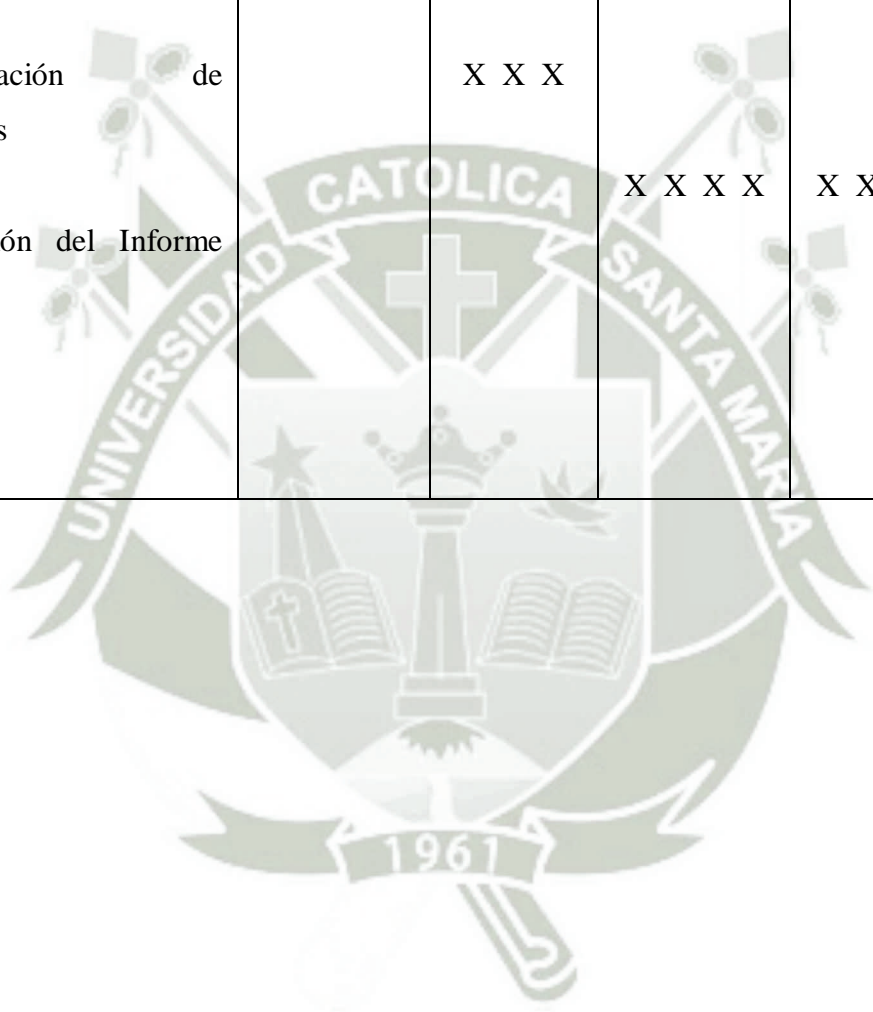 ación de
X X X
s
X X X X
X X
ón del Informe
UNIVERSIDAD CATOLICA SANTA MARIA
1961